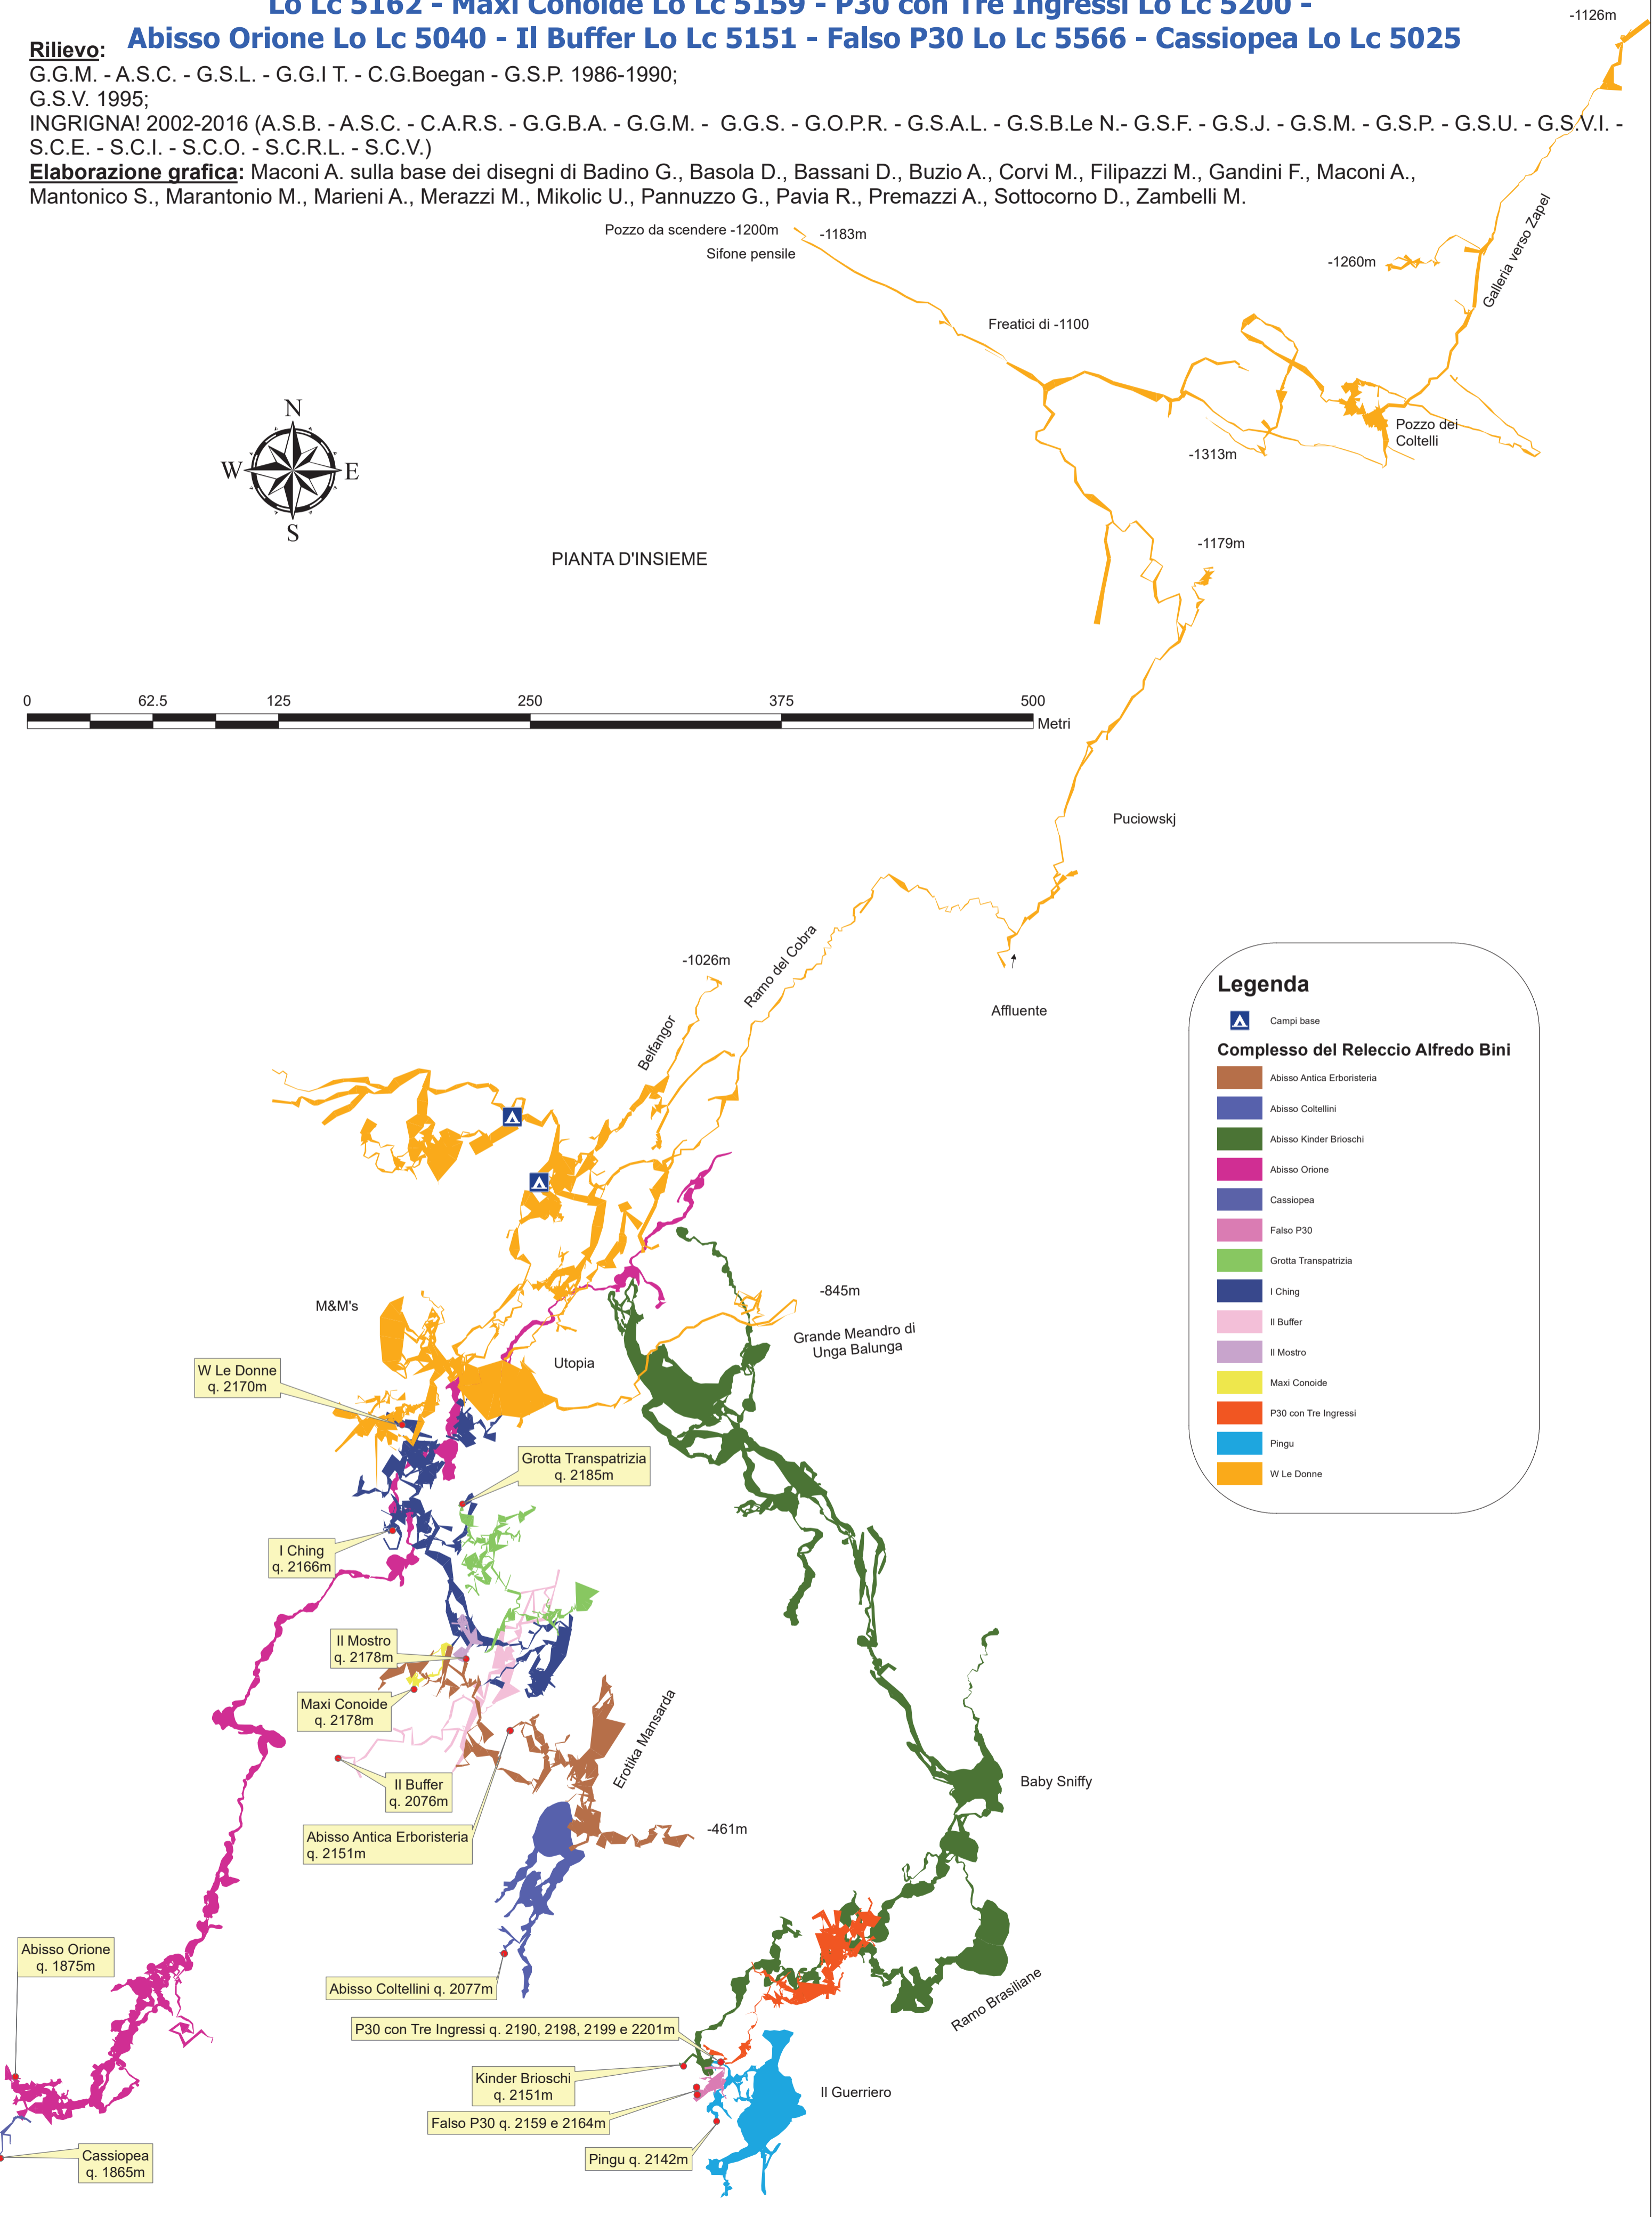 Lo Lc 5162 - Maxi Conoide Lo Lc 5159 - P30 con Tre Ingressi Lo Lc 5200 -
Abisso Orione Lo Lc 5040 - Il Buffer Lo Lc 5151 - Falso P30 Lo Lc 5566 - Cassiopea Lo Lc 5025
-1126m
Rilievo:
G.G.M. - A.S.C. - G.S.L. - G.G.I T. - C.G.Boegan - G.S.P. 1986-1990;
G.S.V. 1995;
INGRIGNA! 2002-2016 (A.S.B. - A.S.C. - C.A.R.S. - G.G.B.A. - G.G.M. - G.G.S. - G.O.P.R. - G.S.A.L. - G.S.B.Le N.- G.S.F. - G.S.J. - G.S.M. - G.S.P. - G.S.U. - G.S.V.I. -
S.C.E. - S.C.I. - S.C.O. - S.C.R.L. - S.C.V.)
Elaborazione grafica: Maconi A. sulla base dei disegni di Badino G., Basola D., Bassani D., Buzio A., Corvi M., Filipazzi M., Gandini F., Maconi A.,
Mantonico S., Marantonio M., Marieni A., Merazzi M., Mikolic U., Pannuzzo G., Pavia R., Premazzi A., Sottocorno D., Zambelli M.
Pozzo da scendere -1200m
-1183m
Sifone pensile
-1260m
Galleria verso Zapel
Freatici di -1100
N
W
E
S
Pozzo dei
Coltelli
-1313m
-1179m
PIANTA D'INSIEME
0
62.5
125
250
375
500
Metri
Puciowskj
Ramo del Cobra
-1026m
Belfangor
Affluente
Legenda
Campi base
Complesso del Releccio Alfredo Bini
Abisso Antica Erboristeria
Abisso Coltellini
Abisso Kinder Brioschi
Abisso Orione
Cassiopea
Falso P30
Grotta Transpatrizia
I Ching
Il Buffer
Il Mostro
Maxi Conoide
P30 con Tre Ingressi
Pingu
W Le Donne
-845m
M&M's
Grande Meandro di
Unga Balunga
Utopia
W Le Donne
q. 2170m
Grotta Transpatrizia
q. 2185m
I Ching
q. 2166m
Il Mostro
q. 2178m
Maxi Conoide
q. 2178m
Erotika Mansarda
Il Buffer
q. 2076m
Baby Sniffy
Abisso Antica Erboristeria
q. 2151m
-461m
Abisso Orione
q. 1875m
Abisso Coltellini q. 2077m
Ramo Brasiliane
P30 con Tre Ingressi q. 2190, 2198, 2199 e 2201m
Kinder Brioschi
q. 2151m
Il Guerriero
Falso P30 q. 2159 e 2164m
Pingu q. 2142m
Cassiopea
q. 1865m